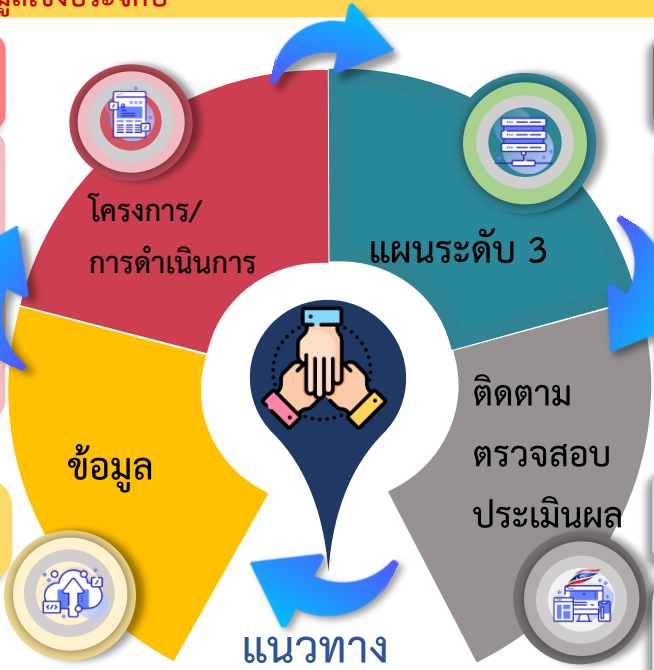 โครงการ/
การดำเนินการ
แผนระดับ 3
ข้อมูล
ติดตาม
ตรวจสอบ
ประเมินผล
แนวทาง